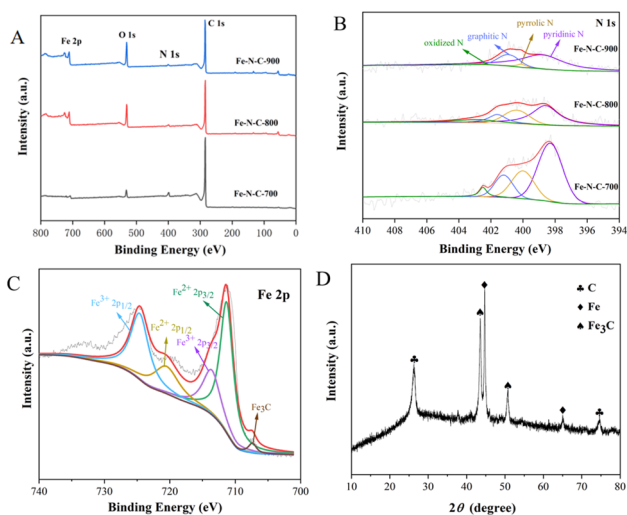 A
Fe 2p
O 1s
N 1s
C 1s
Fe-N-C-900
Fe-N-C-800
Fe-N-C-700
Intensity (a.u.)
800 700 600 500 400 300 200 100 0
Binding Energy (eV)
B
N 1s
oxidized N
graphitic N
pyrrolic N
pyridinic N
Fe-N-C-900
Fe-N-C-800
Fe-N-C-700
Intensity (a.u.)
410 408 406 404 402 400 398 396 394
Binding Energy (eV)
C
Fe 2p
Fe3+ 2p1/2
Fe2+ 2p1/2
Fe2+ 2p3/2
Fe3+ 2p3/2
Fe3C
Intensity (a.u.)
740 730 720 710 700
Binding Energy (eV)
D
♣ C
♦ Fe
♠ Fe3C
Intensity (a.u.)
10 20 30 40 50 60 70 80
2θ (degree)